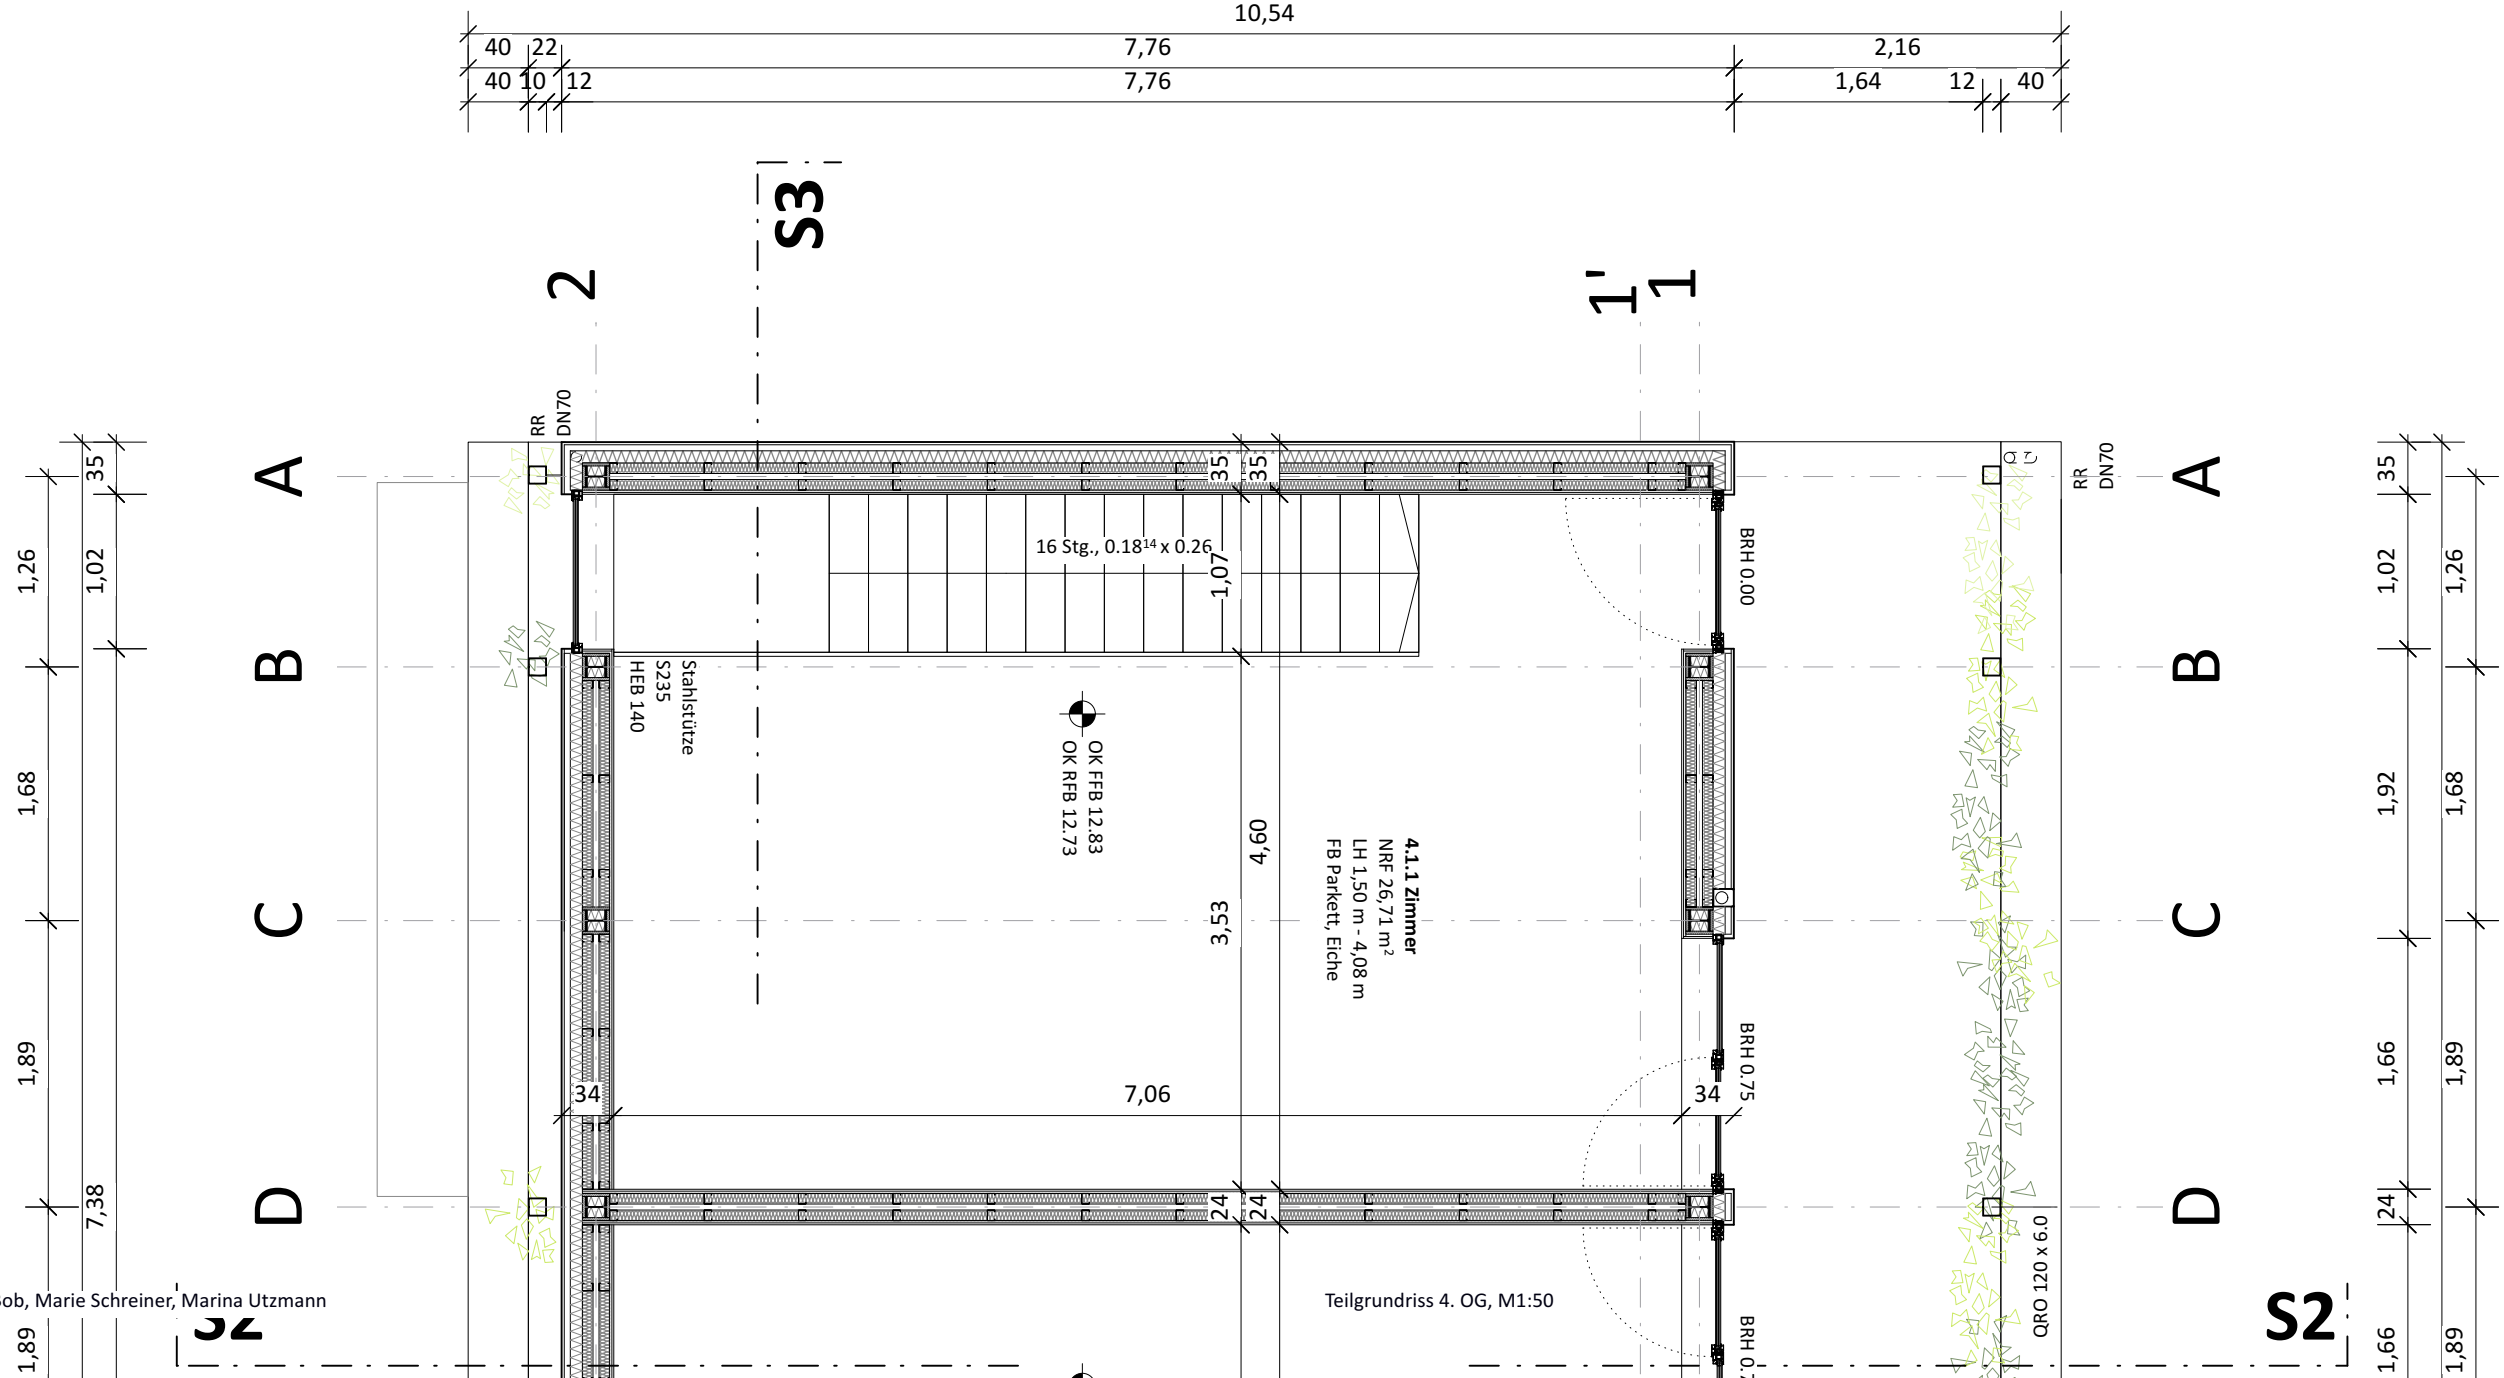 10,54
40 22 7,76 2,16
40 10 12 7,76 1,64 12 40
S3
2 1' 1
RR
DN70
RR
DN70
A
A
35
35
35
35
16 Stg., 0.18¹⁴ x 0.26
1,07
1,26
1,02
BRH 0.00
1,02
1,26
B
B
Stahlstütze
S235
HEB 140
OK FFB 12.83
OK RFB 12.73
1,68
4,60
3,53
4.1.1 Zimmer
NRF 26,71 m²
LH 1,50 m - 4,08 m
FB Parkett, Eiche
1,92
1,68
C
C
1,89
34 7,06 34
BRH 0.75
1,66
1,89
7,38
D
D
24
24
24
QRO 120 x 6.0
ob, Marie Schreiner, Marina Utzmann
Teilgrundriss 4. OG, M1:50
S2
S2
1,89
BRH 0.
1,66
1,89